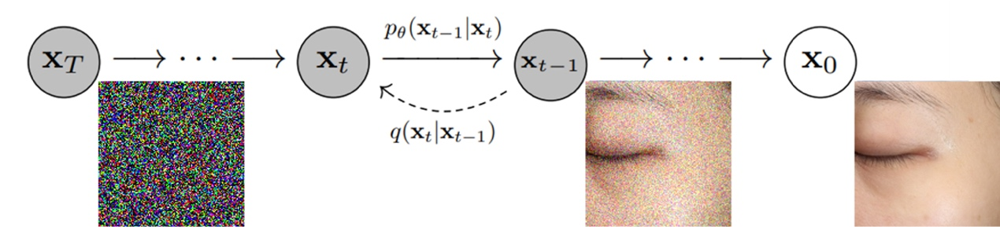 p_θ(x_{t−1}|x_t)
x_T ⟶ ⋯ ⟶ x_t ⟶ x_{t−1} ⟶ ⋯ ⟶ x_0
q(x_t|x_{t−1})